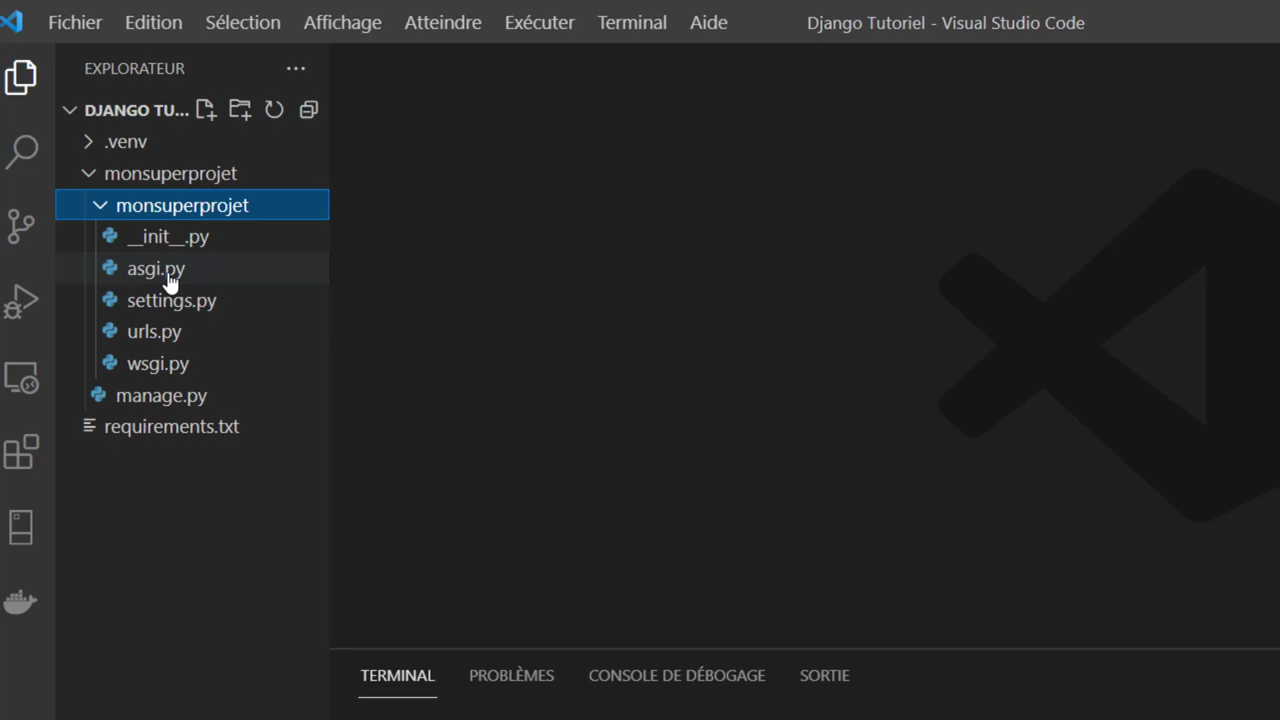 Fichier Edition Sélection Affichage Atteindre Exécuter Terminal Aide Django Tutoriel - Visual Studio Code
EXPLORATEUR
DJANGO TU...
.venv
monsuperprojet
monsuperprojet
__init__.py
asgi.py
settings.py
urls.py
wsgi.py
manage.py
requirements.txt
TERMINAL PROBLÈMES CONSOLE DE DÉBOGAGE SORTIE